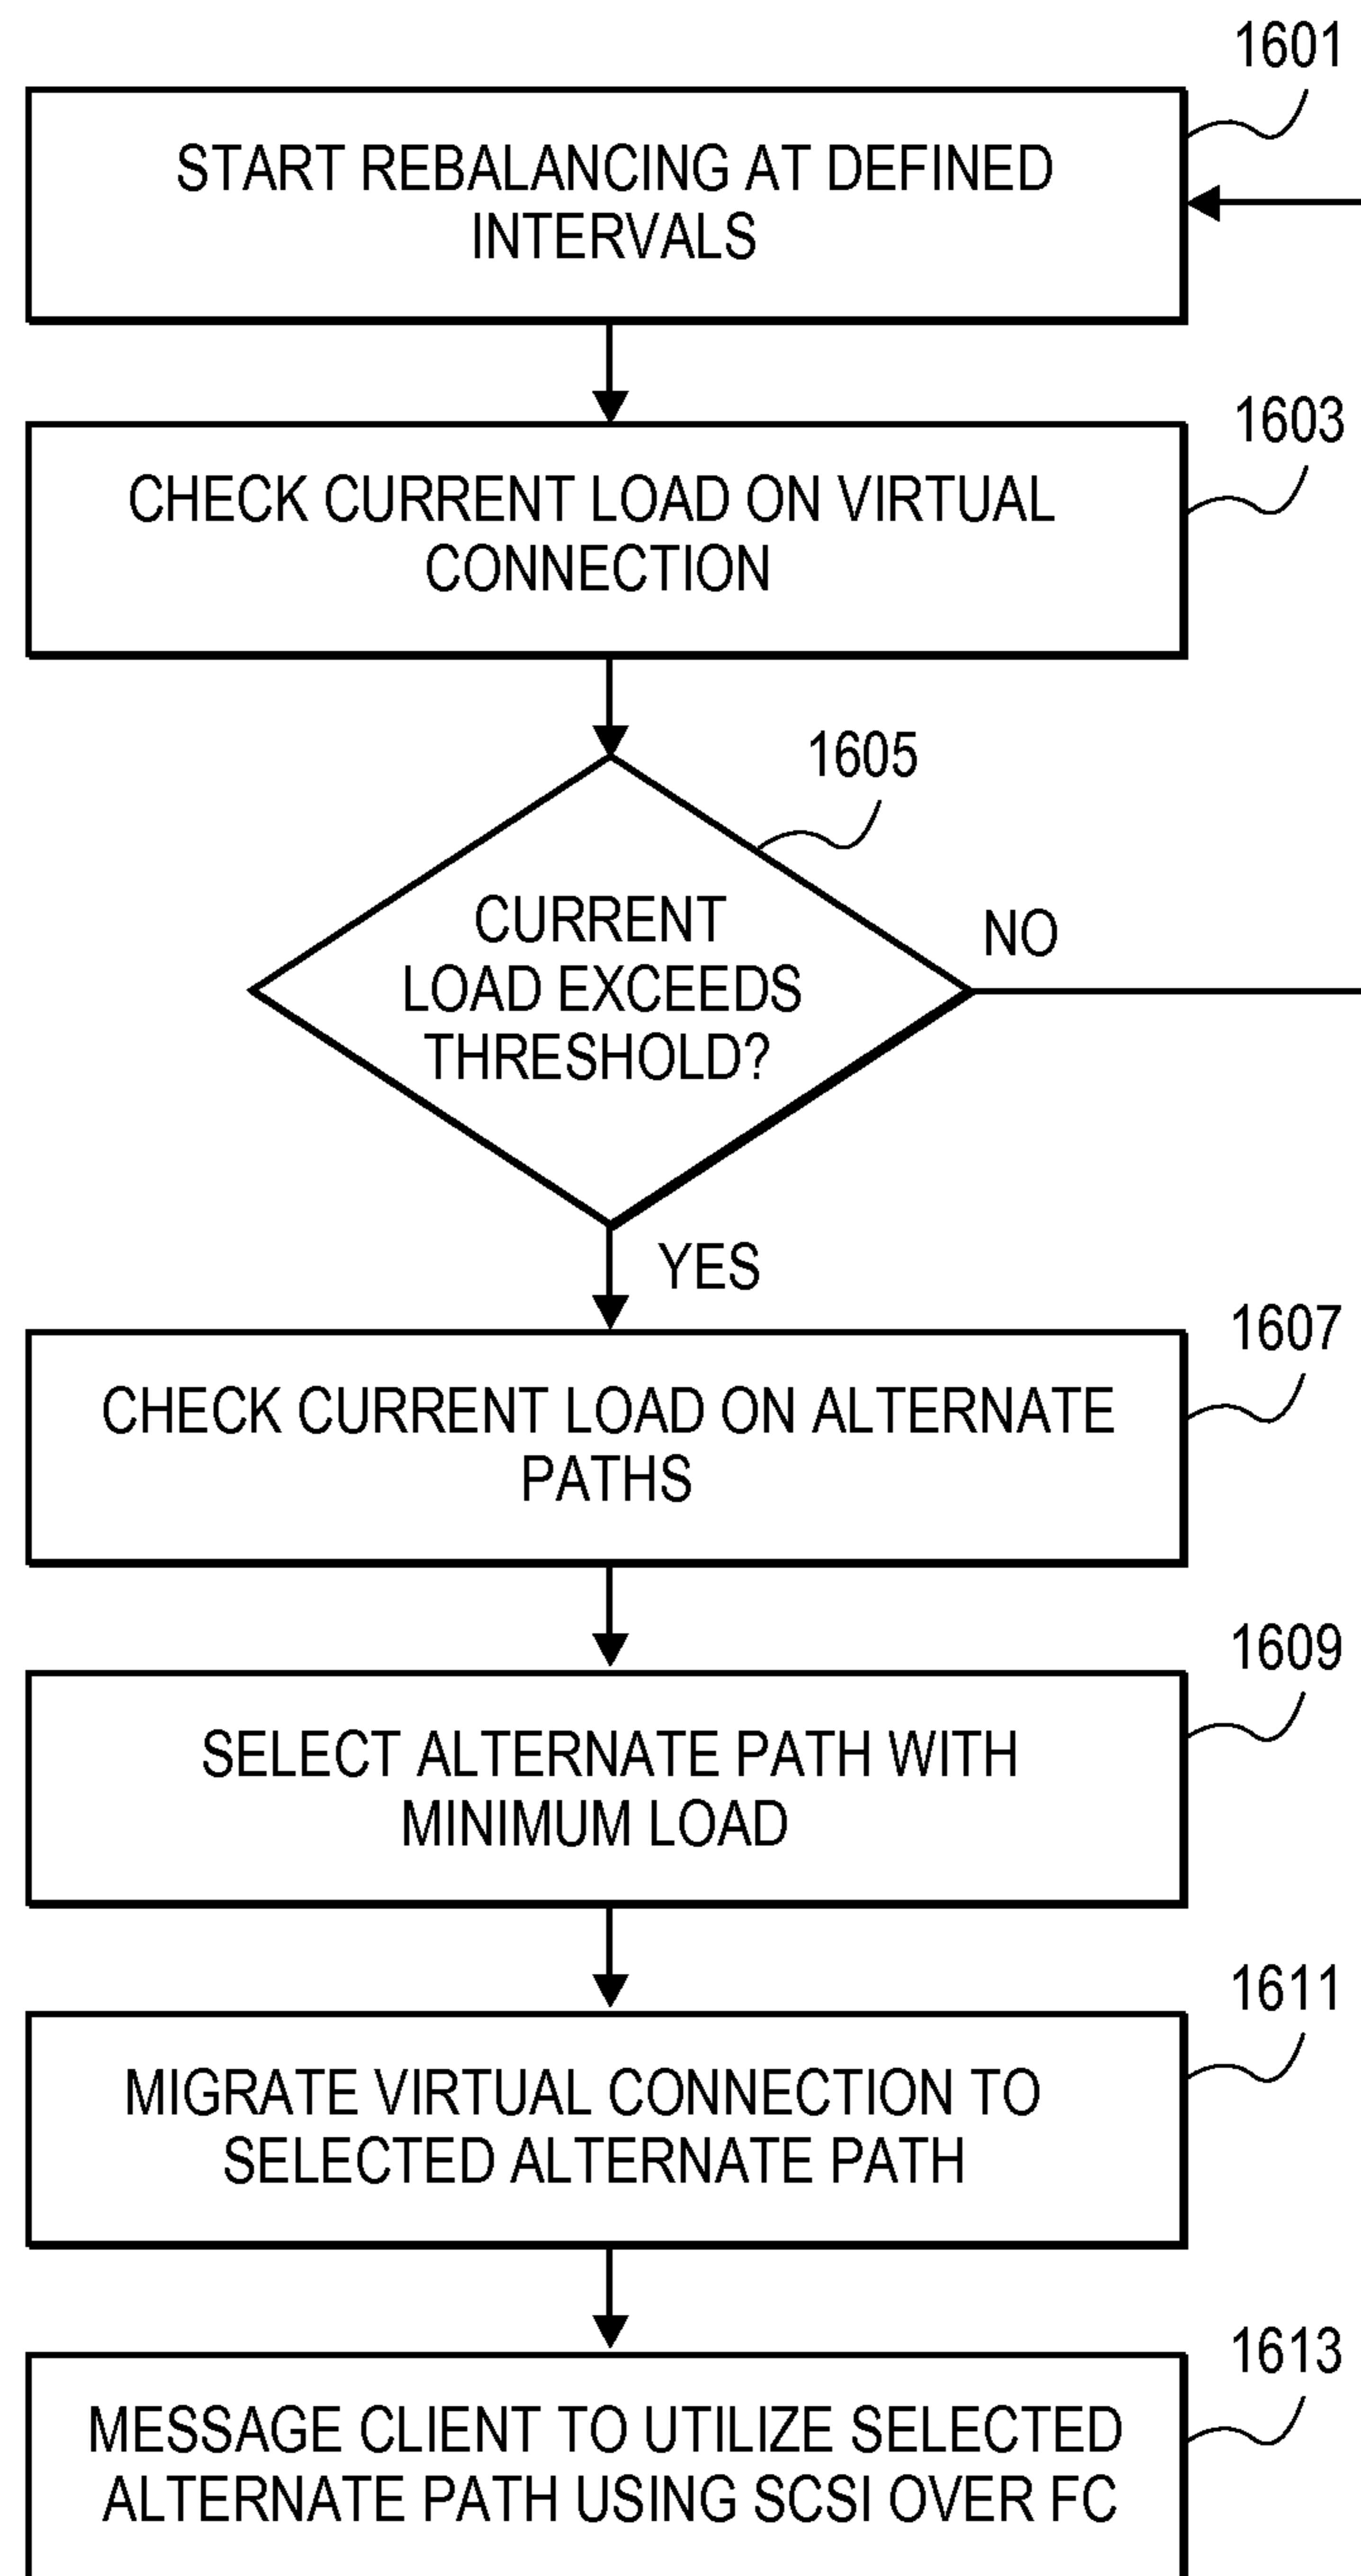 1601
START REBALANCING AT DEFINED
INTERVALS
1603
CHECK CURRENT LOAD ON VIRTUAL
CONNECTION
1605
CURRENT
LOAD EXCEEDS
THRESHOLD?
NO
YES
1607
CHECK CURRENT LOAD ON ALTERNATE
PATHS
1609
SELECT ALTERNATE PATH WITH
MINIMUM LOAD
1611
MIGRATE VIRTUAL CONNECTION TO
SELECTED ALTERNATE PATH
1613
MESSAGE CLIENT TO UTILIZE SELECTED
ALTERNATE PATH USING SCSI OVER FC